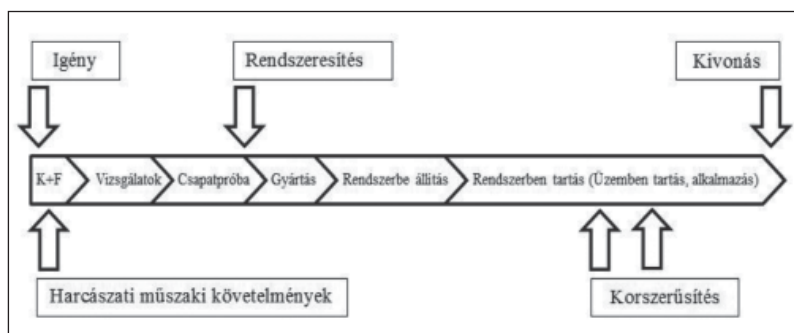 Igény
Rendszeresítés
Kivonás
K+F
Vizsgálatok
Csapatpróba
Gyártás
Rendszerbe állítás
Rendszerben tartás (Üzemben tartás, alkalmazás)
Harcászati műszaki követelmények
Korszerűsítés